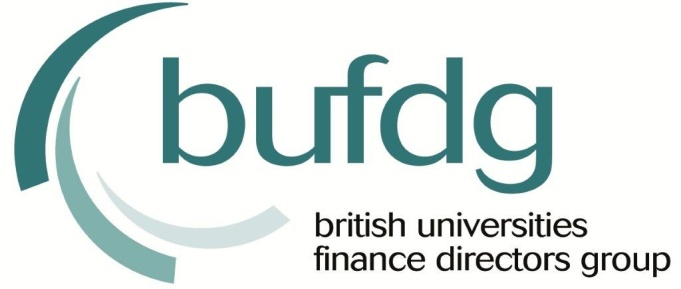 bufdg
british universities
finance directors group